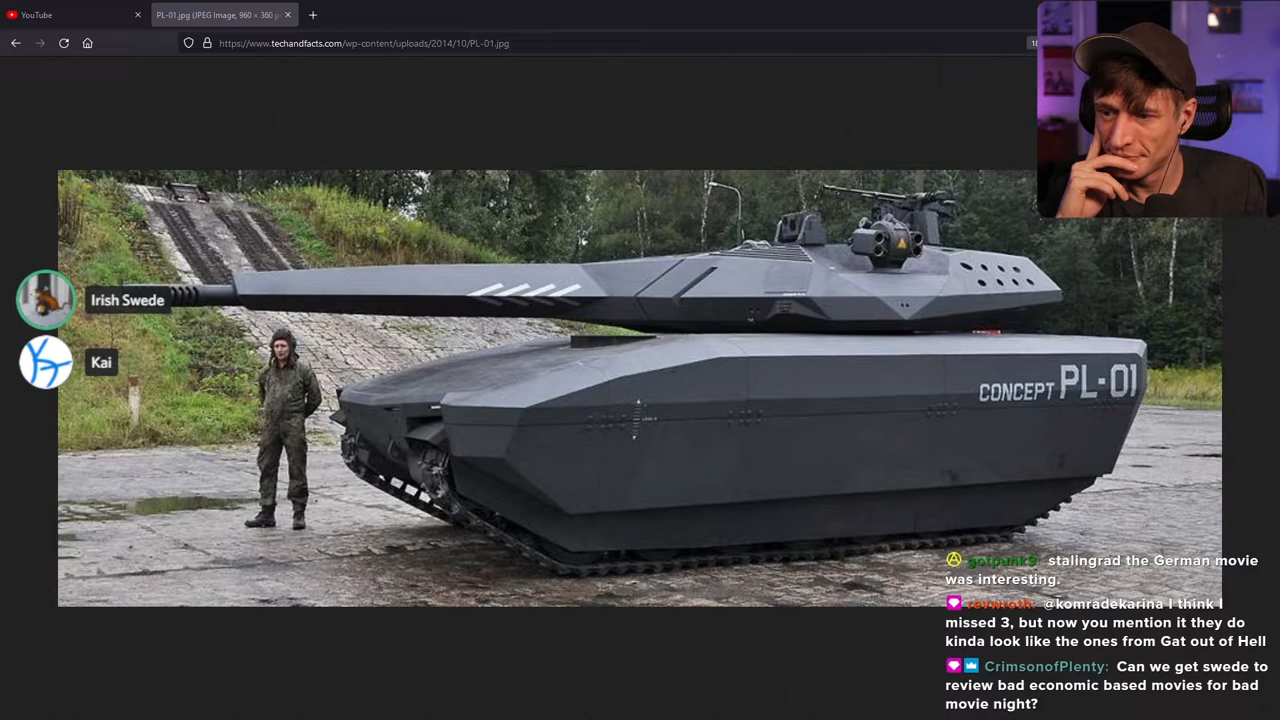 YouTube
PL-01.jpg (JPEG Image, 960 × 360 p
https://www.techandfacts.com/wp-content/uploads/2014/10/PL-01.jpg
Irish Swede
Kai
CONCEPT PL-01
gotpunk9 stalingrad the German movie
was interesting.
revwroth: @komradekarina I think I
missed 3, but now you mention it they do
kinda look like the ones from Gat out of Hell
CrimsonofPlenty: Can we get swede to
review bad economic based movies for bad
movie night?